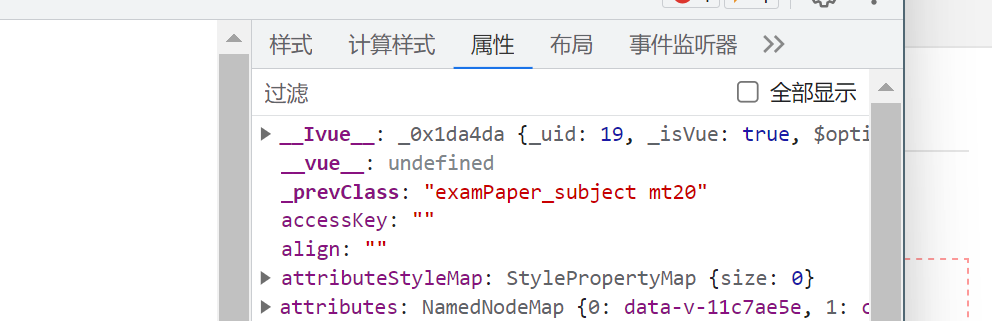 样式 计算样式 属性 布局 事件监听器
过滤 全部显示
__Ivue__: _0x1da4da {_uid: 19, _isVue: true, $opti
__vue__: undefined
_prevClass: "examPaper_subject mt20"
accessKey: ""
align: ""
attributeStyleMap: StylePropertyMap {size: 0}
attributes: NamedNodeMap {0: data-v-11c7ae5e, 1: c